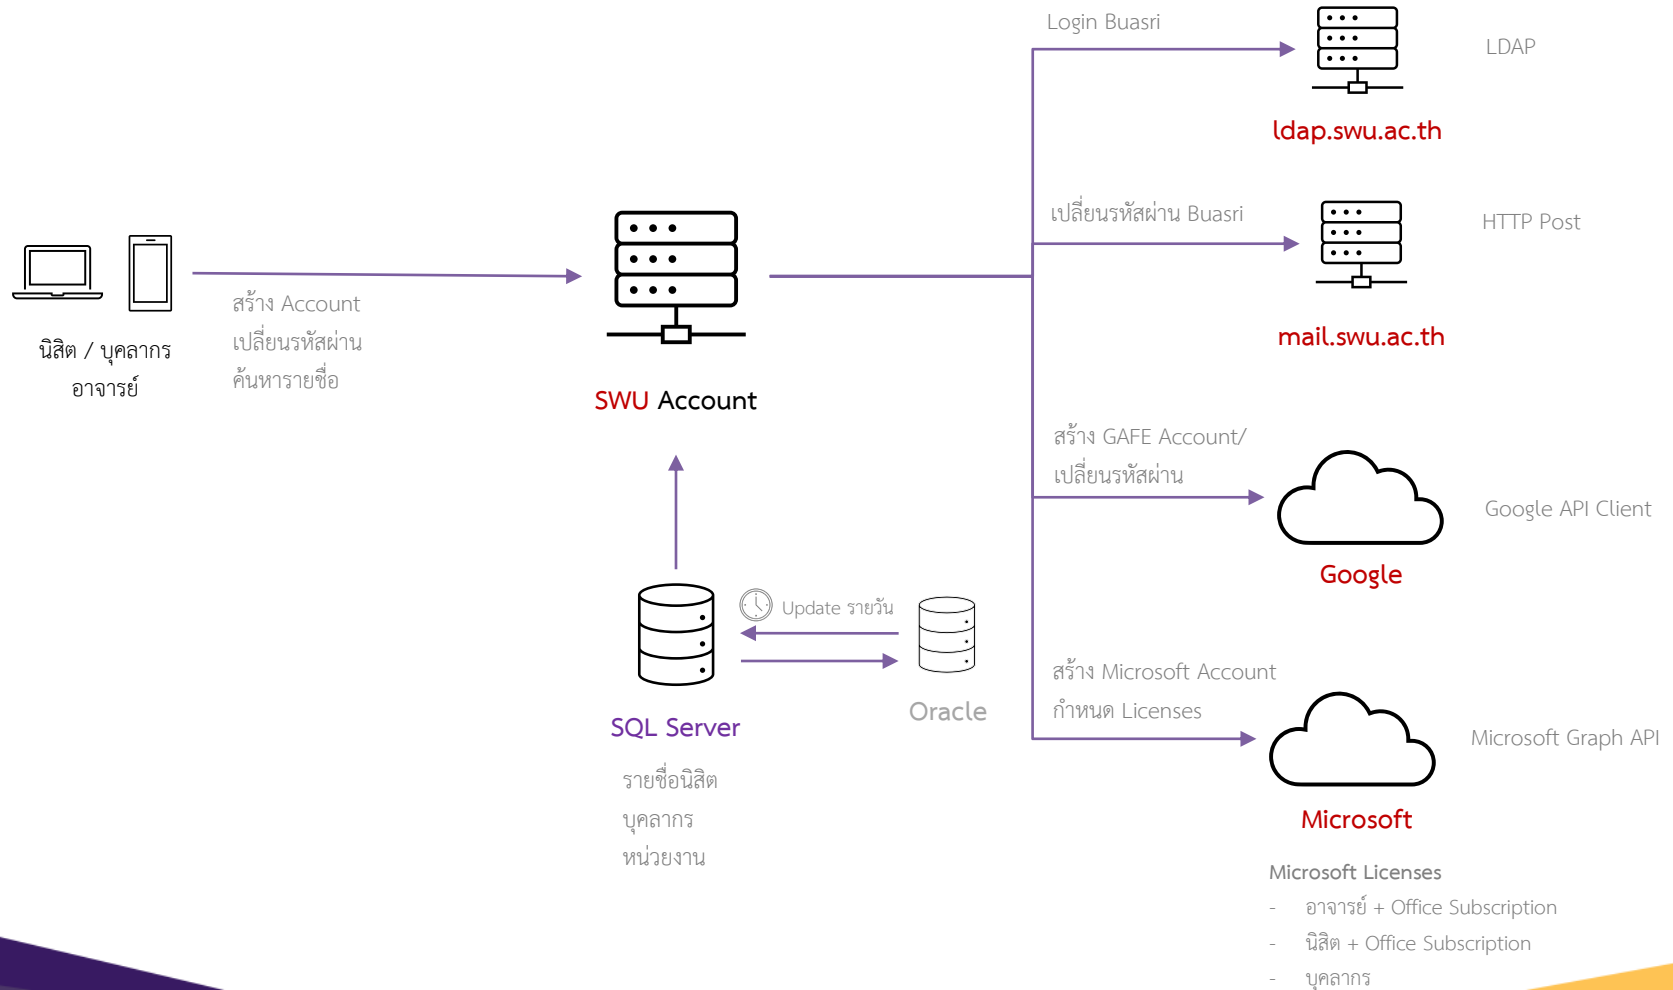 Login Buasri
LDAP
ldap.swu.ac.th
เปลี่ยนรหัสผ่าน Buasri
HTTP Post
mail.swu.ac.th
นิสิต / บุคลากร
อาจารย์
สร้าง Account
เปลี่ยนรหัสผ่าน
ค้นหารายชื่อ
SWU Account
สร้าง GAFE Account/
เปลี่ยนรหัสผ่าน
Google API Client
Google
Update รายวัน
SQL Server
Oracle
รายชื่อนิสิต
บุคลากร
หน่วยงาน
สร้าง Microsoft Account
กำหนด Licenses
Microsoft Graph API
Microsoft
Microsoft Licenses
- อาจารย์ + Office Subscription
- นิสิต + Office Subscription
- บุคลากร